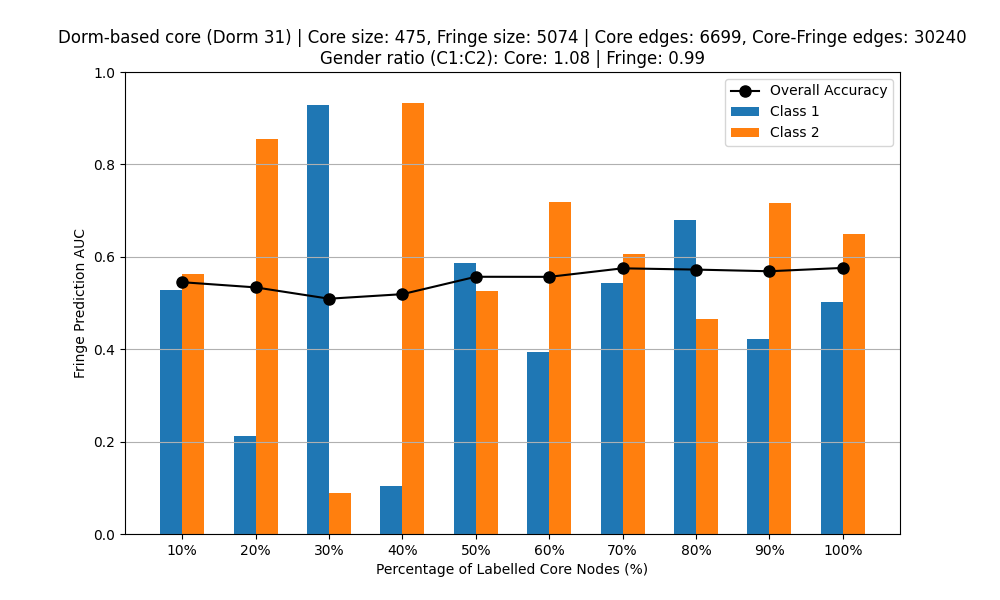 Dorm-based core (Dorm 31) | Core size: 475, Fringe size: 5074 | Core edges: 6699, Core-Fringe edges: 30240
Gender ratio (C1:C2): Core: 1.08 | Fringe: 0.99
Overall Accuracy
Class 1
Class 2
Fringe Prediction AUC
1.0
0.8
0.6
0.4
0.2
0.0
10%
20%
30%
40%
50%
60%
70%
80%
90%
100%
Percentage of Labelled Core Nodes (%)